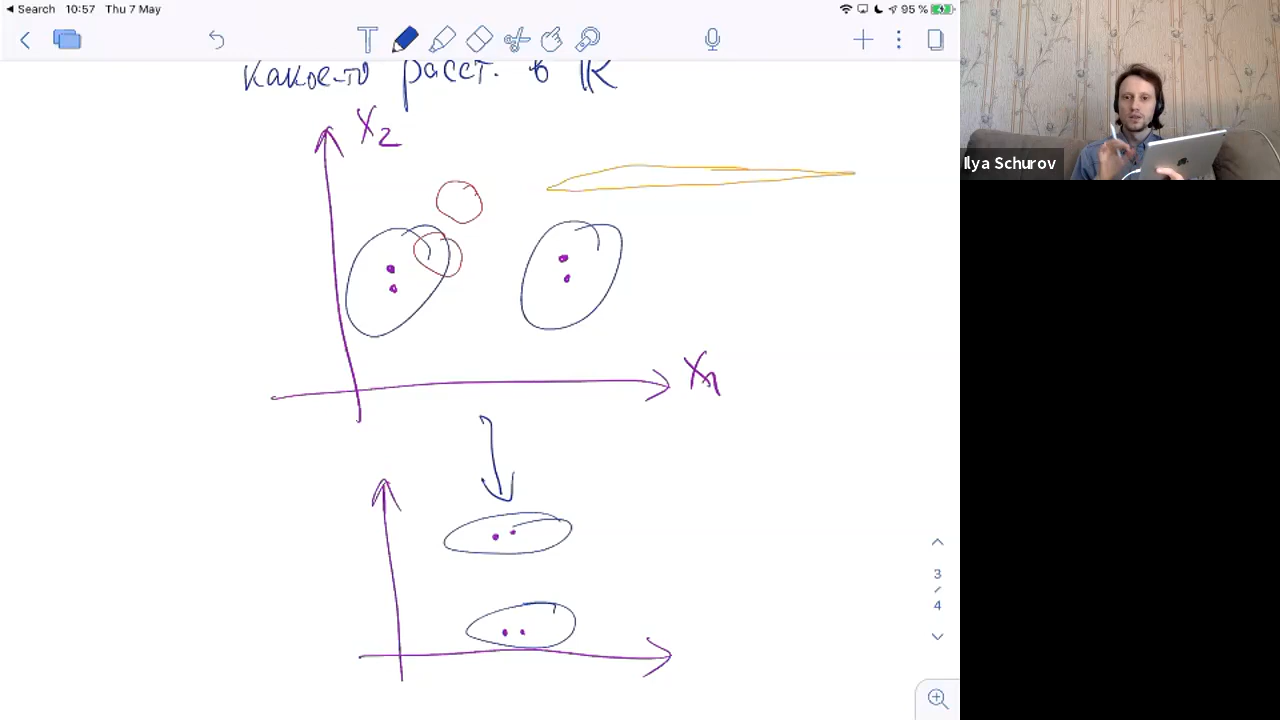 Search 10:57 Thu 7 May 95 %
какое-то расст. в ℝ
X₂
Ilya Schurov
X₁
3
/
4